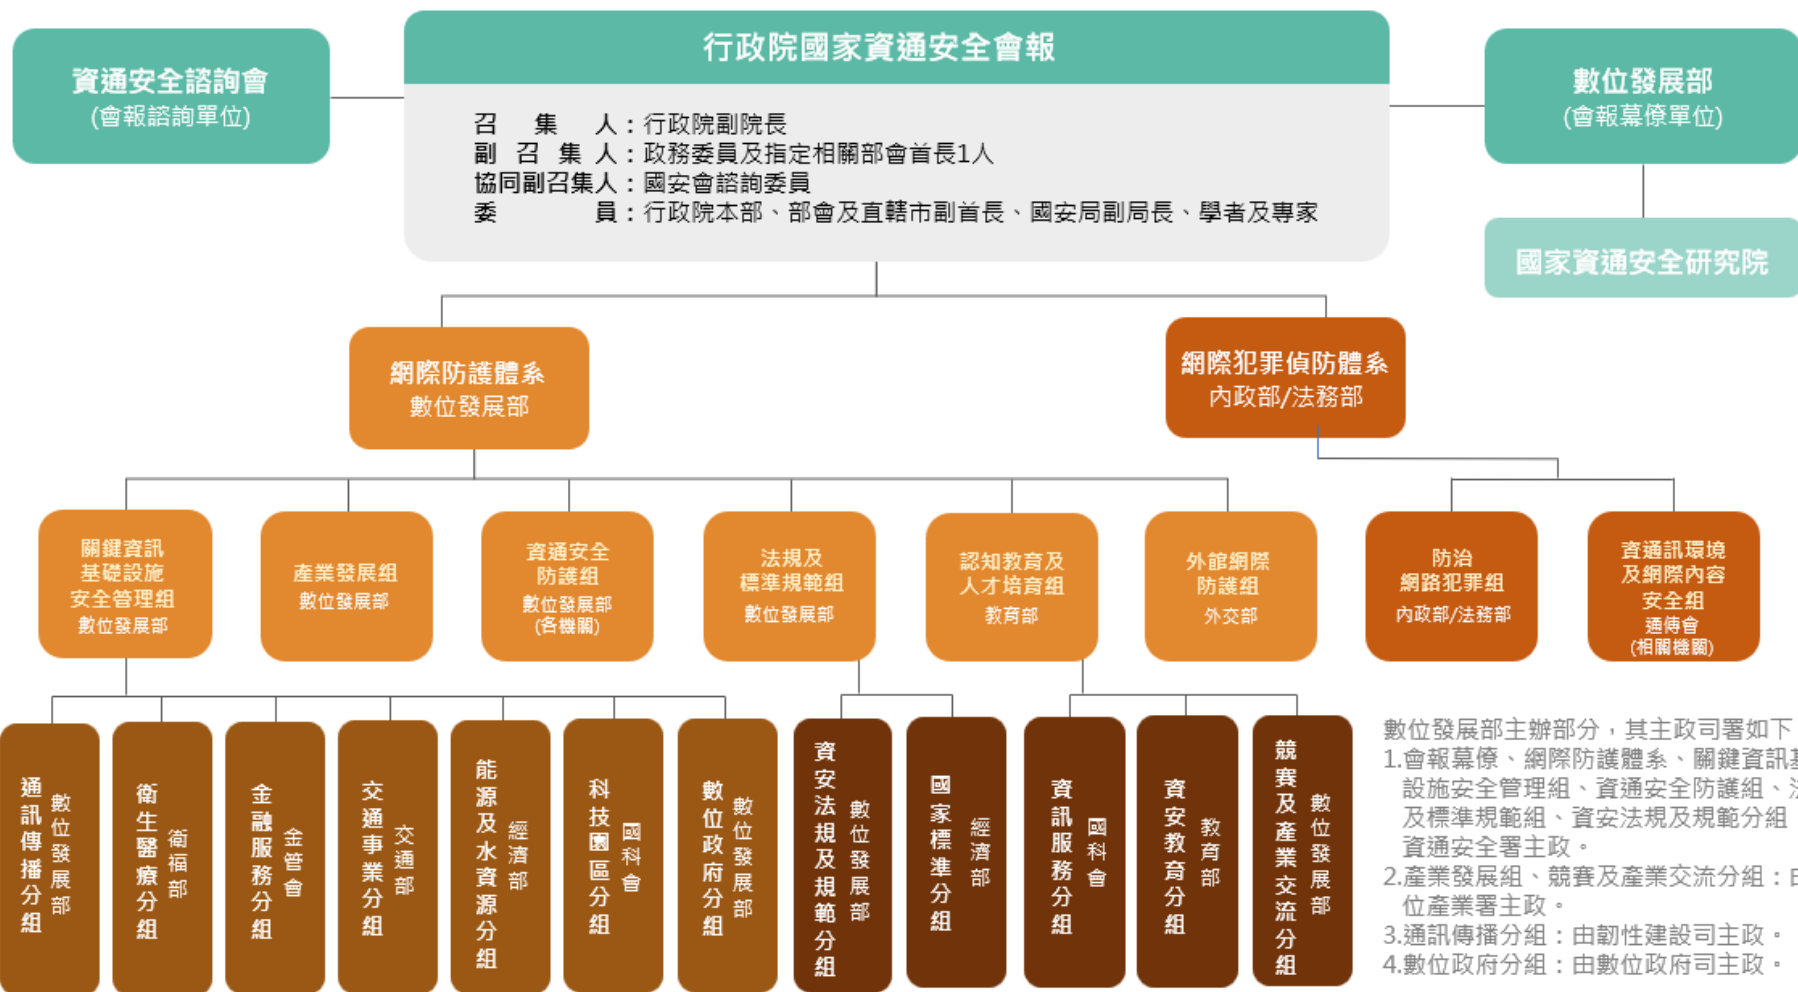 行政院國家資通安全會報
資通安全諮詢會
(會報諮詢單位)
召集人：行政院副院長
副召集人：政務委員及指定相關部會首長1人
協同副召集人：國安會諮詢委員
委員：行政院本部、部會及直轄市副首長、國安局副局長、學者及專家
數位發展部
(會報幕僚單位)
國家資通安全研究院
網際防護體系
數位發展部
網際犯罪偵防體系
內政部/法務部
關鍵資訊
基礎設施
安全管理組
數位發展部
產業發展組
數位發展部
資通安全
防護組
數位發展部
(各機關)
法規及
標準規範組
數位發展部
認知教育及
人才培育組
教育部
外館網際
防護組
外交部
防治
網路犯罪組
內政部/法務部
資通訊環境
及網際內容
安全組
通傳會
(相關機關)
通訊傳播分組
數位發展部
衛生醫療分組
衛福部
金融服務分組
金管會
交通事業分組
交通部
能源及水資源分組
經濟部
科技園區分組
國科會
數位政府分組
數位發展部
資安法規及規範分組
數位發展部
國家標準分組
經濟部
資訊服務分組
國科會
資安教育分組
教育部
競賽及產業交流分組
數位發展部
數位發展部主辦部分，其主政司署如下
1.會報幕僚、網際防護體系、關鍵資訊
設施安全管理組、資通安全防護組、
及標準規範組、資安法規及規範分組
資通安全署主政。
2.產業發展組、競賽及產業交流分組：
位產業署主政。
3.通訊傳播分組：由韌性建設司主政。
4.數位政府分組：由數位政府司主政。